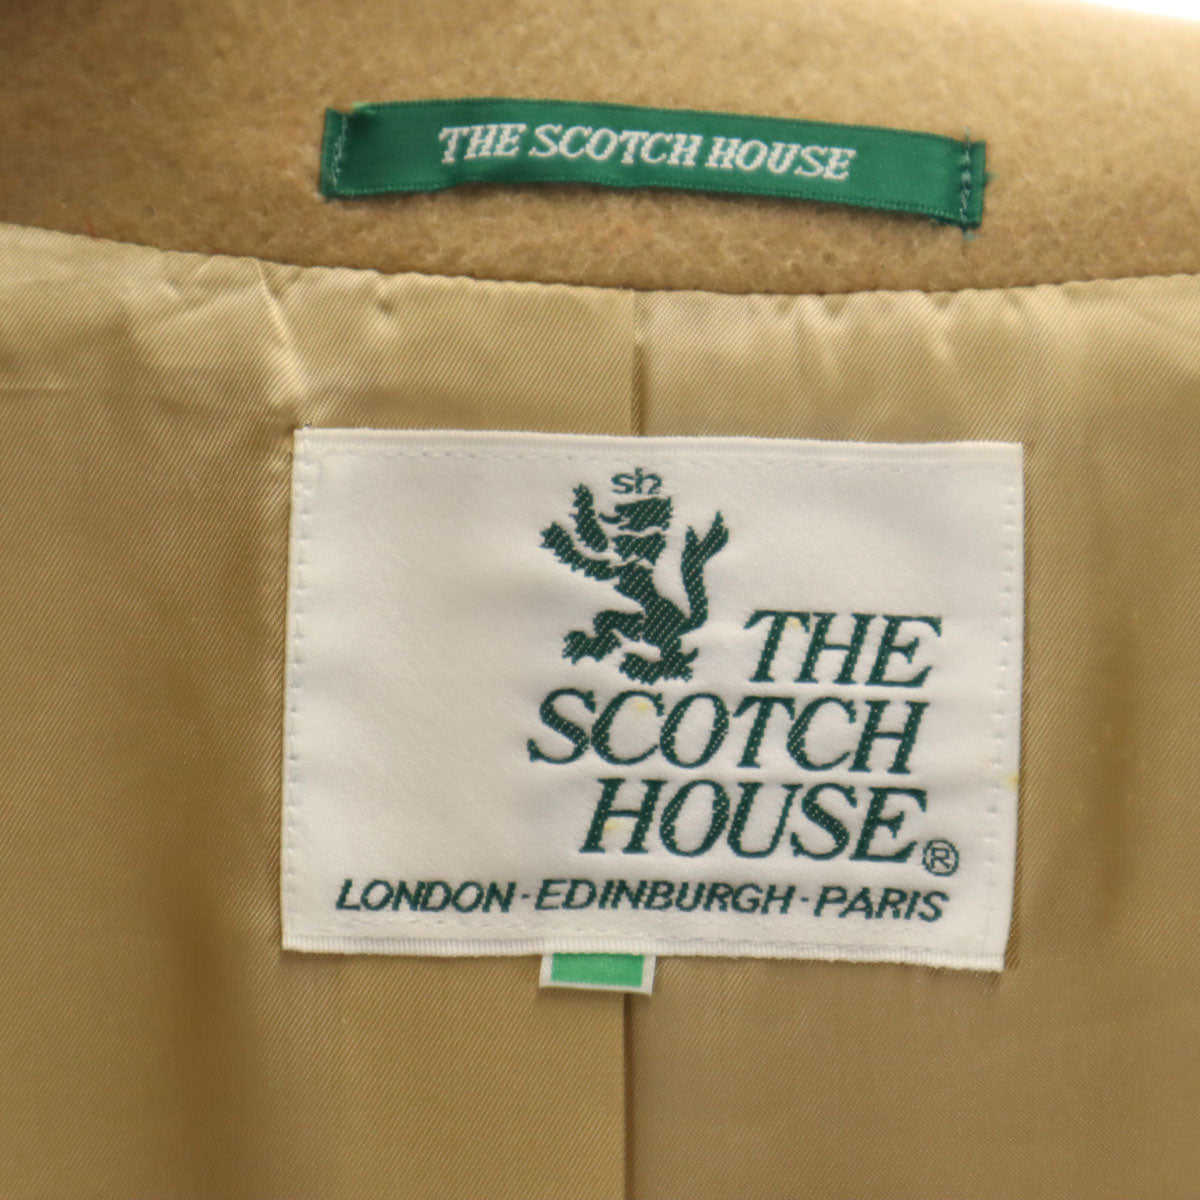 THE SCOTCH HOUSE
sh
THE
SCOTCH
HOUSE®
LONDON·EDINBURGH·PARIS